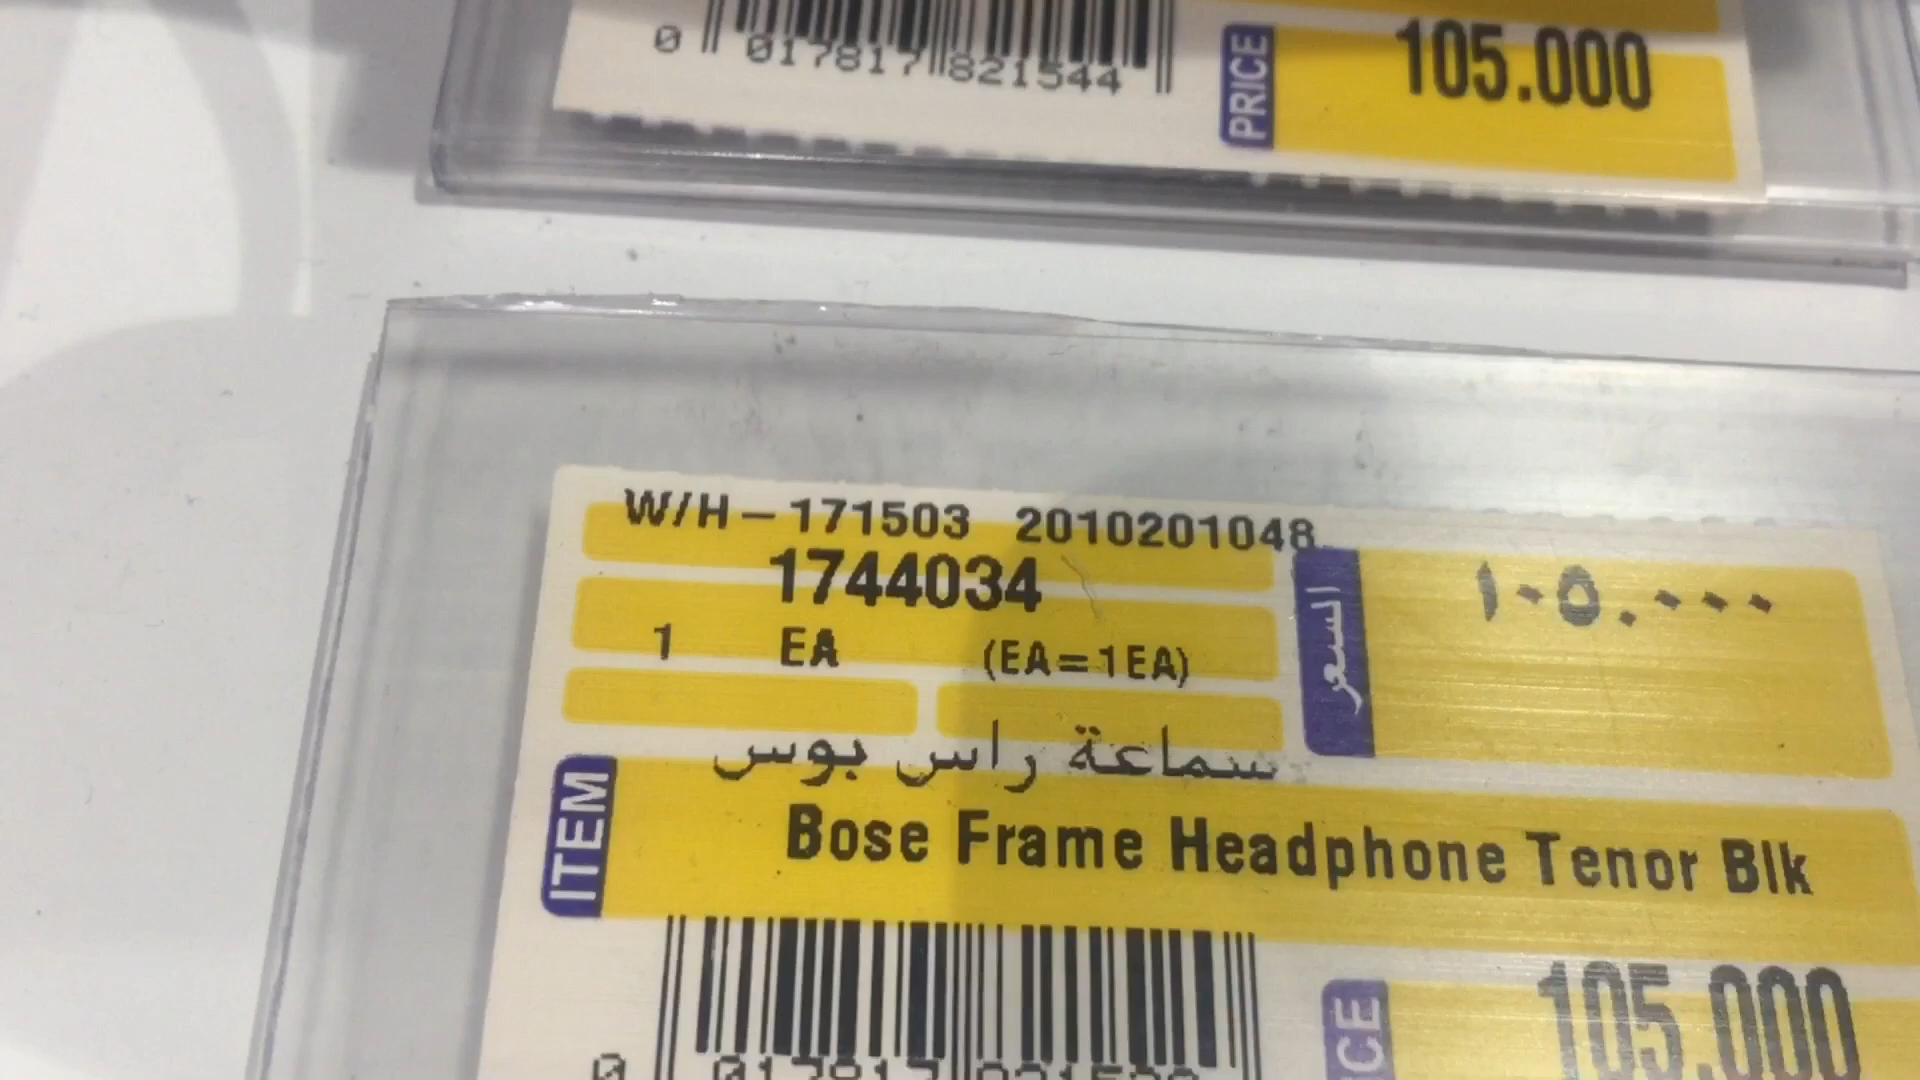 0 017817 821544
PRICE 105.000
W/H-171503 2010201048
1744034
1 EA (EA=1EA)
السعر ١٠٥.٠٠٠
سماعة راس بوس
ITEM Bose Frame Headphone Tenor Blk
105.000